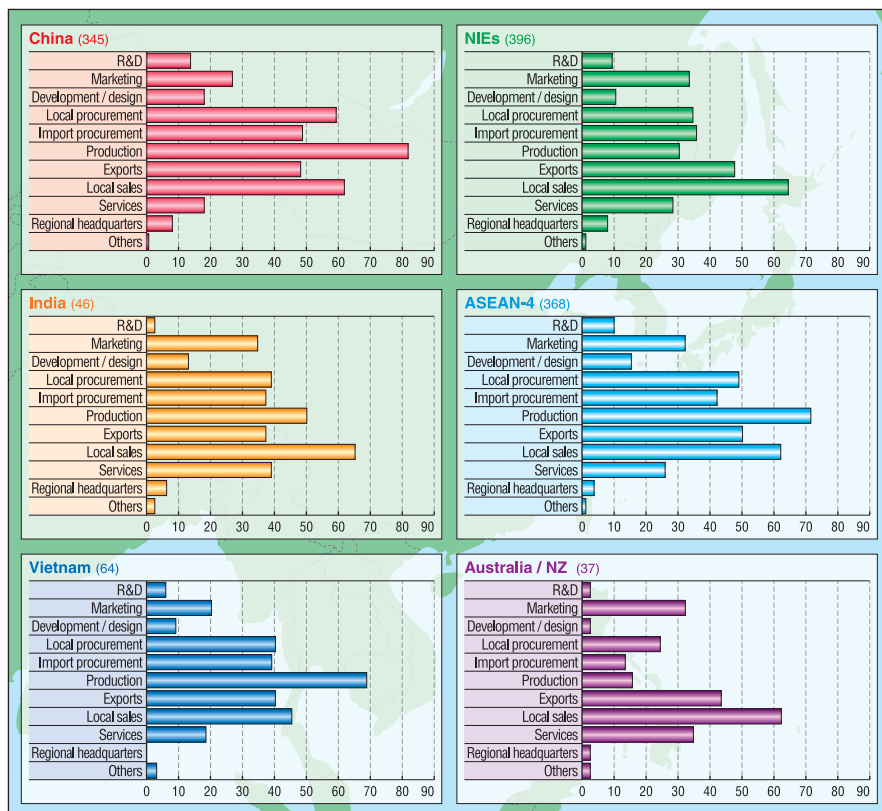 China (345)
R&D
Marketing
Development / design
Local procurement
Import procurement
Production
Exports
Local sales
Services
Regional headquarters
Others
0 10 20 30 40 50 60 70 80 90
NIEs (396)
R&D
Marketing
Development / design
Local procurement
Import procurement
Production
Exports
Local sales
Services
Regional headquarters
Others
0 10 20 30 40 50 60 70 80 90
India (46)
R&D
Marketing
Development / design
Local procurement
Import procurement
Production
Exports
Local sales
Services
Regional headquarters
Others
0 10 20 30 40 50 60 70 80 90
ASEAN-4 (368)
R&D
Marketing
Development / design
Local procurement
Import procurement
Production
Exports
Local sales
Services
Regional headquarters
Others
0 10 20 30 40 50 60 70 80 90
Vietnam (64)
R&D
Marketing
Development / design
Local procurement
Import procurement
Production
Exports
Local sales
Services
Regional headquarters
Others
0 10 20 30 40 50 60 70 80 90
Australia / NZ (37)
R&D
Marketing
Development / design
Local procurement
Import procurement
Production
Exports
Local sales
Services
Regional headquarters
Others
0 10 20 30 40 50 60 70 80 90